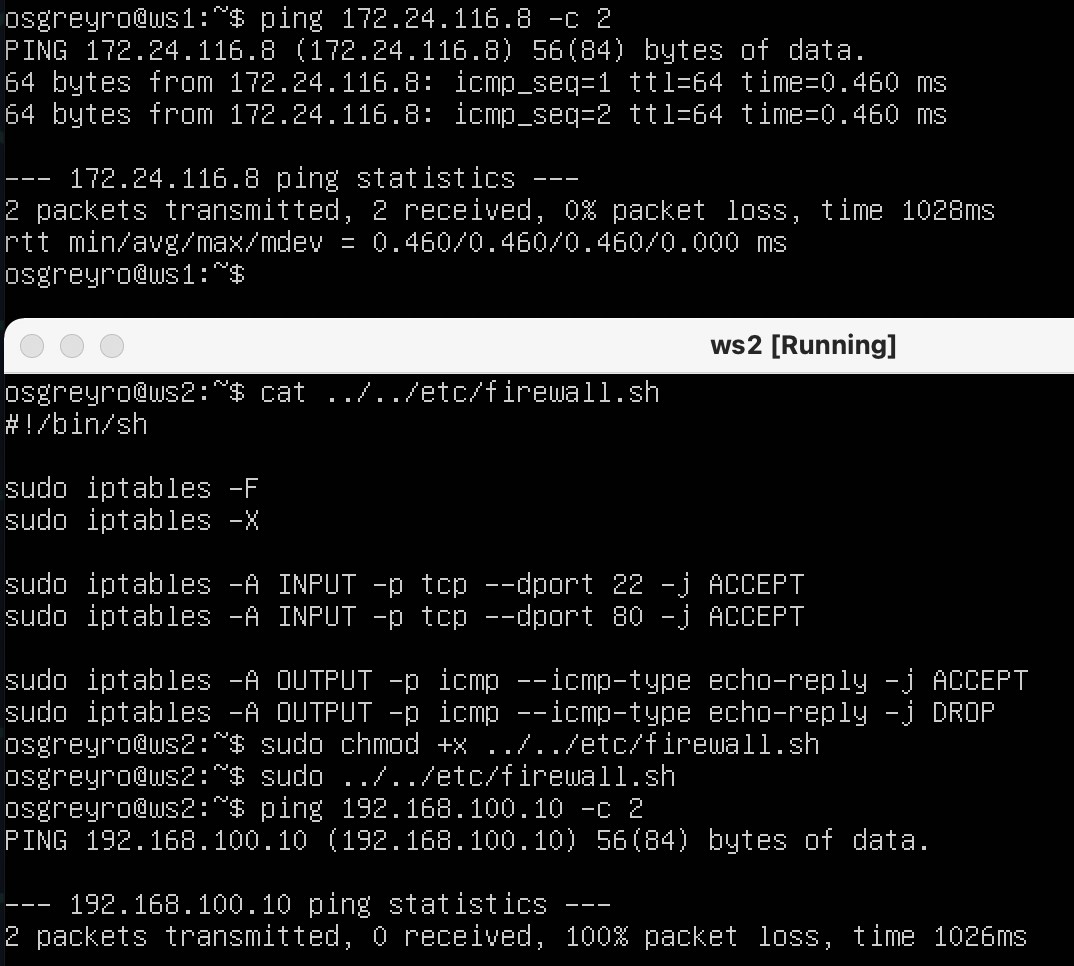 osgreyro@ws1:~$ ping 172.24.116.8 -c 2
PING 172.24.116.8 (172.24.116.8) 56(84) bytes of data.
64 bytes from 172.24.116.8: icmp_seq=1 ttl=64 time=0.460 ms
64 bytes from 172.24.116.8: icmp_seq=2 ttl=64 time=0.460 ms
--- 172.24.116.8 ping statistics ---
2 packets transmitted, 2 received, 0% packet loss, time 1028ms
rtt min/avg/max/mdev = 0.460/0.460/0.460/0.000 ms
osgreyro@ws1:~$
ws2 [Running]
osgreyro@ws2:~$ cat ../../etc/firewall.sh
#!/bin/sh
sudo iptables -F
sudo iptables -X
sudo iptables -A INPUT -p tcp --dport 22 -j ACCEPT
sudo iptables -A INPUT -p tcp --dport 80 -j ACCEPT
sudo iptables -A OUTPUT -p icmp --icmp-type echo-reply -j ACCEPT
sudo iptables -A OUTPUT -p icmp --icmp-type echo-reply -j DROP
osgreyro@ws2:~$ sudo chmod +x ../../etc/firewall.sh
osgreyro@ws2:~$ sudo ../../etc/firewall.sh
osgreyro@ws2:~$ ping 192.168.100.10 -c 2
PING 192.168.100.10 (192.168.100.10) 56(84) bytes of data.
--- 192.168.100.10 ping statistics ---
2 packets transmitted, 0 received, 100% packet loss, time 1026ms